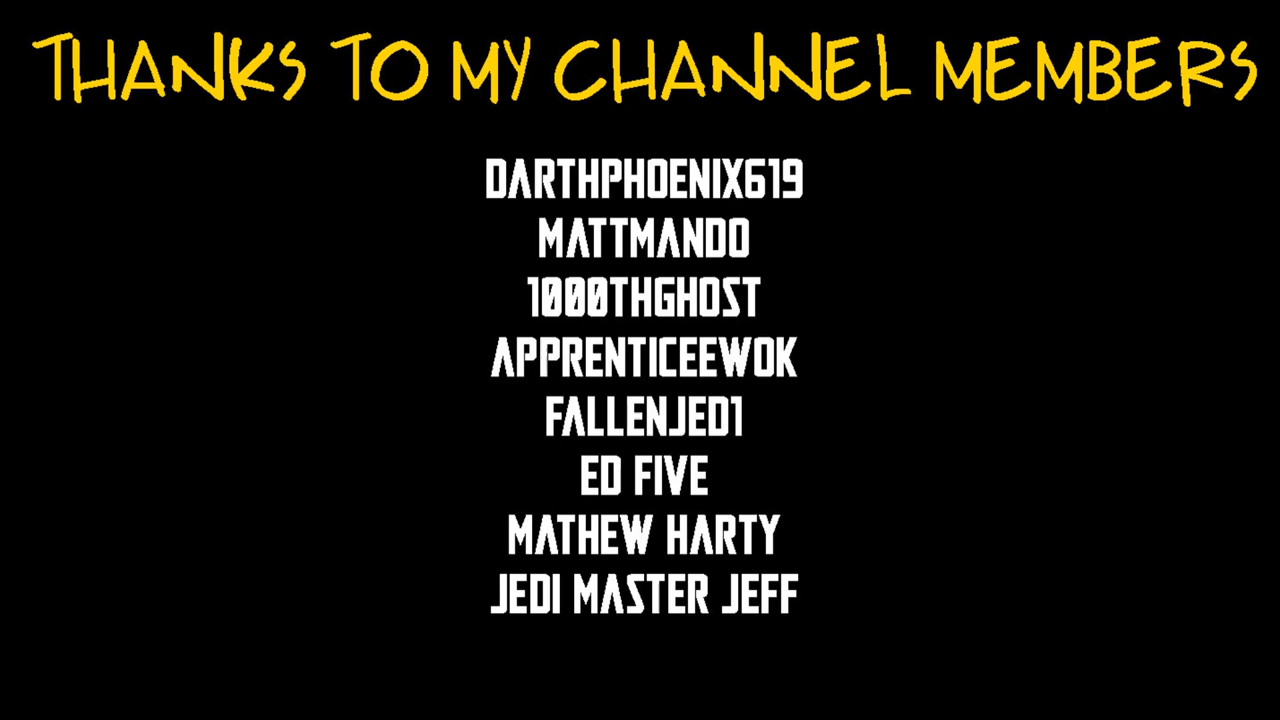 THANKS TO MY CHANNEL MEMBERS
DARTHPHOENIX619
MATTMANDO
1000THGHOST
APPRENTICEEWOK
FALLENJED1
ED FIVE
MATHEW HARTY
JEDI MASTER JEFF